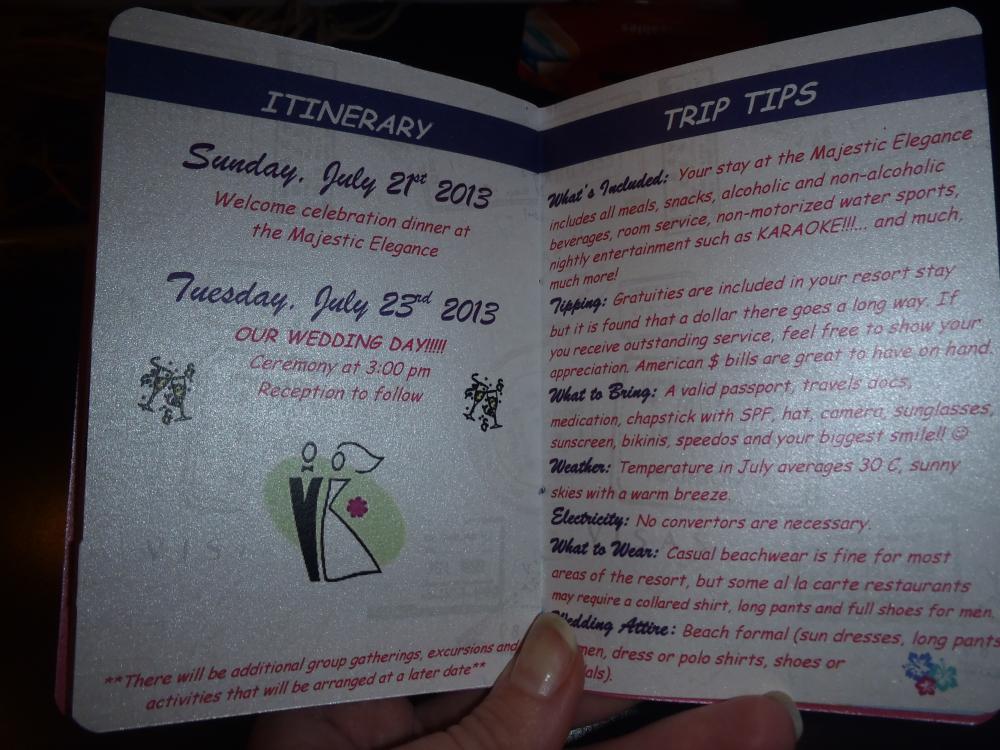 ITINERARY
Sunday, July 21st 2013
Welcome celebration dinner at
the Majestic Elegance
Tuesday, July 23rd 2013
OUR WEDDING DAY!!!!!
Ceremony at 3:00 pm
Reception to follow
**There will be additional group gatherings, excursions and
activities that will be arranged at a later date**
TRIP TIPS
What's Included: Your stay at the Majestic Elegance
includes all meals, snacks, alcoholic and non-alcoholic
beverages, room service, non-motorized water sports,
nightly entertainment such as KARAOKE!!!... and much,
much more!
Tipping: Gratuities are included in your resort stay
but it is found that a dollar there goes a long way. If
you receive outstanding service, feel free to show your
appreciation. American $ bills are great to have on hand.
What to Bring: A valid passport, travels docs,
medication, chapstick with SPF, hat, camera, sunglasses,
sunscreen, bikinis, speedos and your biggest smile!! ☺
Weather: Temperature in July averages 30 C, sunny
skies with a warm breeze.
Electricity: No convertors are necessary.
What to Wear: Casual beachwear is fine for most
areas of the resort, but some al la carte restaurants
may require a collared shirt, long pants and full shoes for men.
Wedding Attire: Beach formal (sun dresses, long pants
men, dress or polo shirts, shoes or